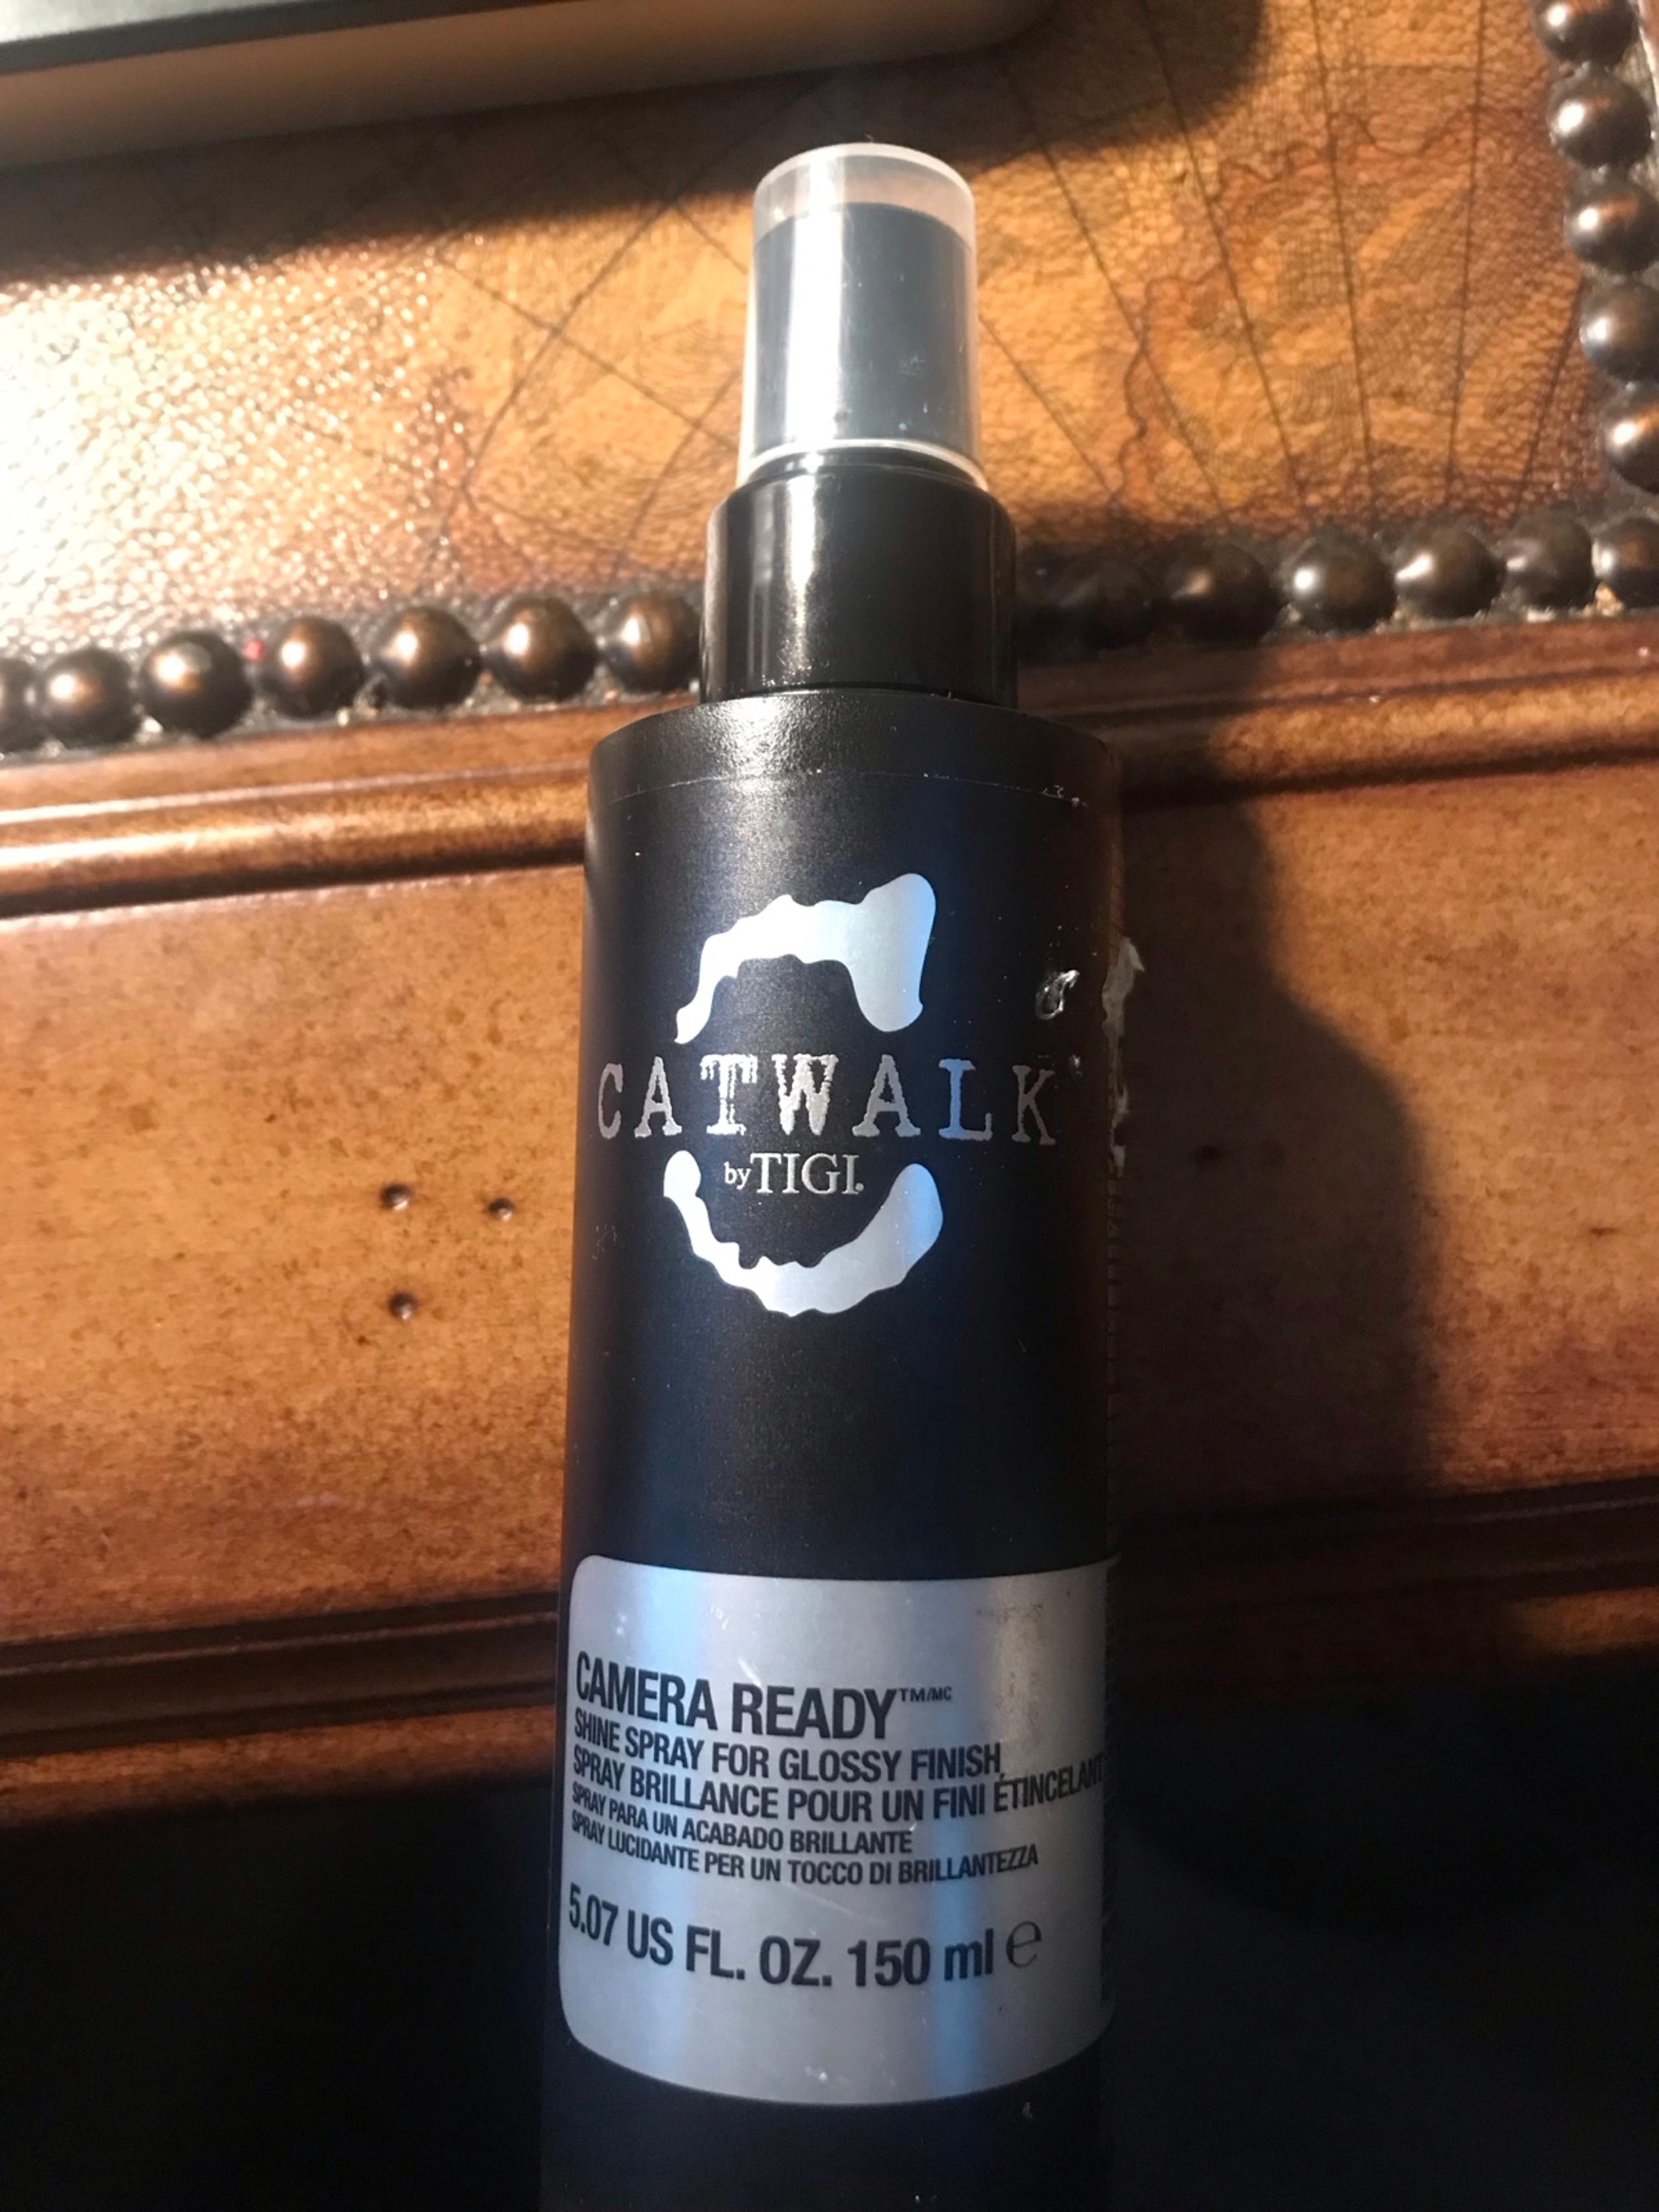 CATWALK
by TIGI.
CAMERA READY™/MC
SHINE SPRAY FOR GLOSSY FINISH
SPRAY BRILLANCE POUR UN FINI ÉTINCELANT
SPRAY PARA UN ACABADO BRILLANTE
SPRAY LUCIDANTE PER UN TOCCO DI BRILLANTEZZA
5.07 US FL. OZ. 150 ml ℮